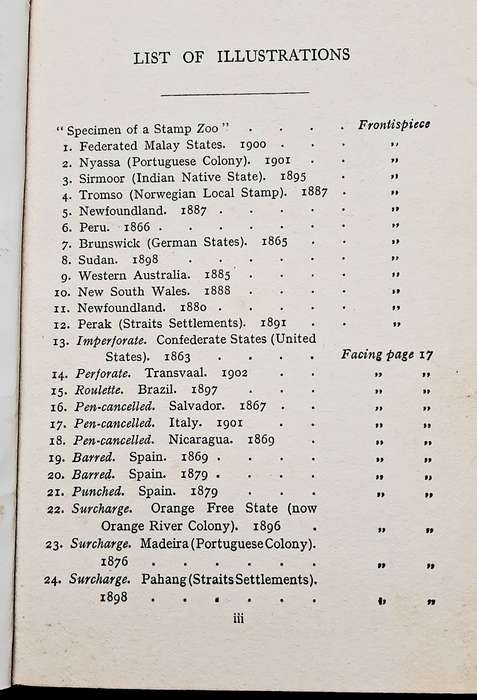 LIST OF ILLUSTRATIONS
"Specimen of a Stamp Zoo" . . . . Frontispiece
1. Federated Malay States. 1900 . . . „
2. Nyassa (Portuguese Colony). 1901 . . „
3. Sirmoor (Indian Native State). 1895 . „
4. Tromso (Norwegian Local Stamp). 1887 . „
5. Newfoundland. 1887 . . . . . „
6. Peru. 1866 . . . . . . . „
7. Brunswick (German States). 1865 . . „
8. Sudan. 1898 . . . . . . „
9. Western Australia. 1885 . . . . „
10. New South Wales. 1888 . . . . „
11. Newfoundland. 1880 . . . . . „
12. Perak (Straits Settlements). 1891 . . . „
13. Imperforate. Confederate States (United
States). 1863 . . . . Facing page 17
14. Perforate. Transvaal. 1902 . . „ „
15. Roulette. Brazil. 1897 . . . „ „
16. Pen-cancelled. Salvador. 1867 . . „ „
17. Pen-cancelled. Italy. 1901 . . „ „
18. Pen-cancelled. Nicaragua. 1869 . „ „
19. Barred. Spain. 1869 . . . . „ „
20. Barred. Spain. 1879 . . . . „ „
21. Punched. Spain. 1879 . . . „ „
22. Surcharge. Orange Free State (now
Orange River Colony). 1896 . „ „
23. Surcharge. Madeira (Portuguese Colony).
1876 . . . . . . „ „
24. Surcharge. Pahang (Straits Settlements).
1898 . . . . . . „ „
iii